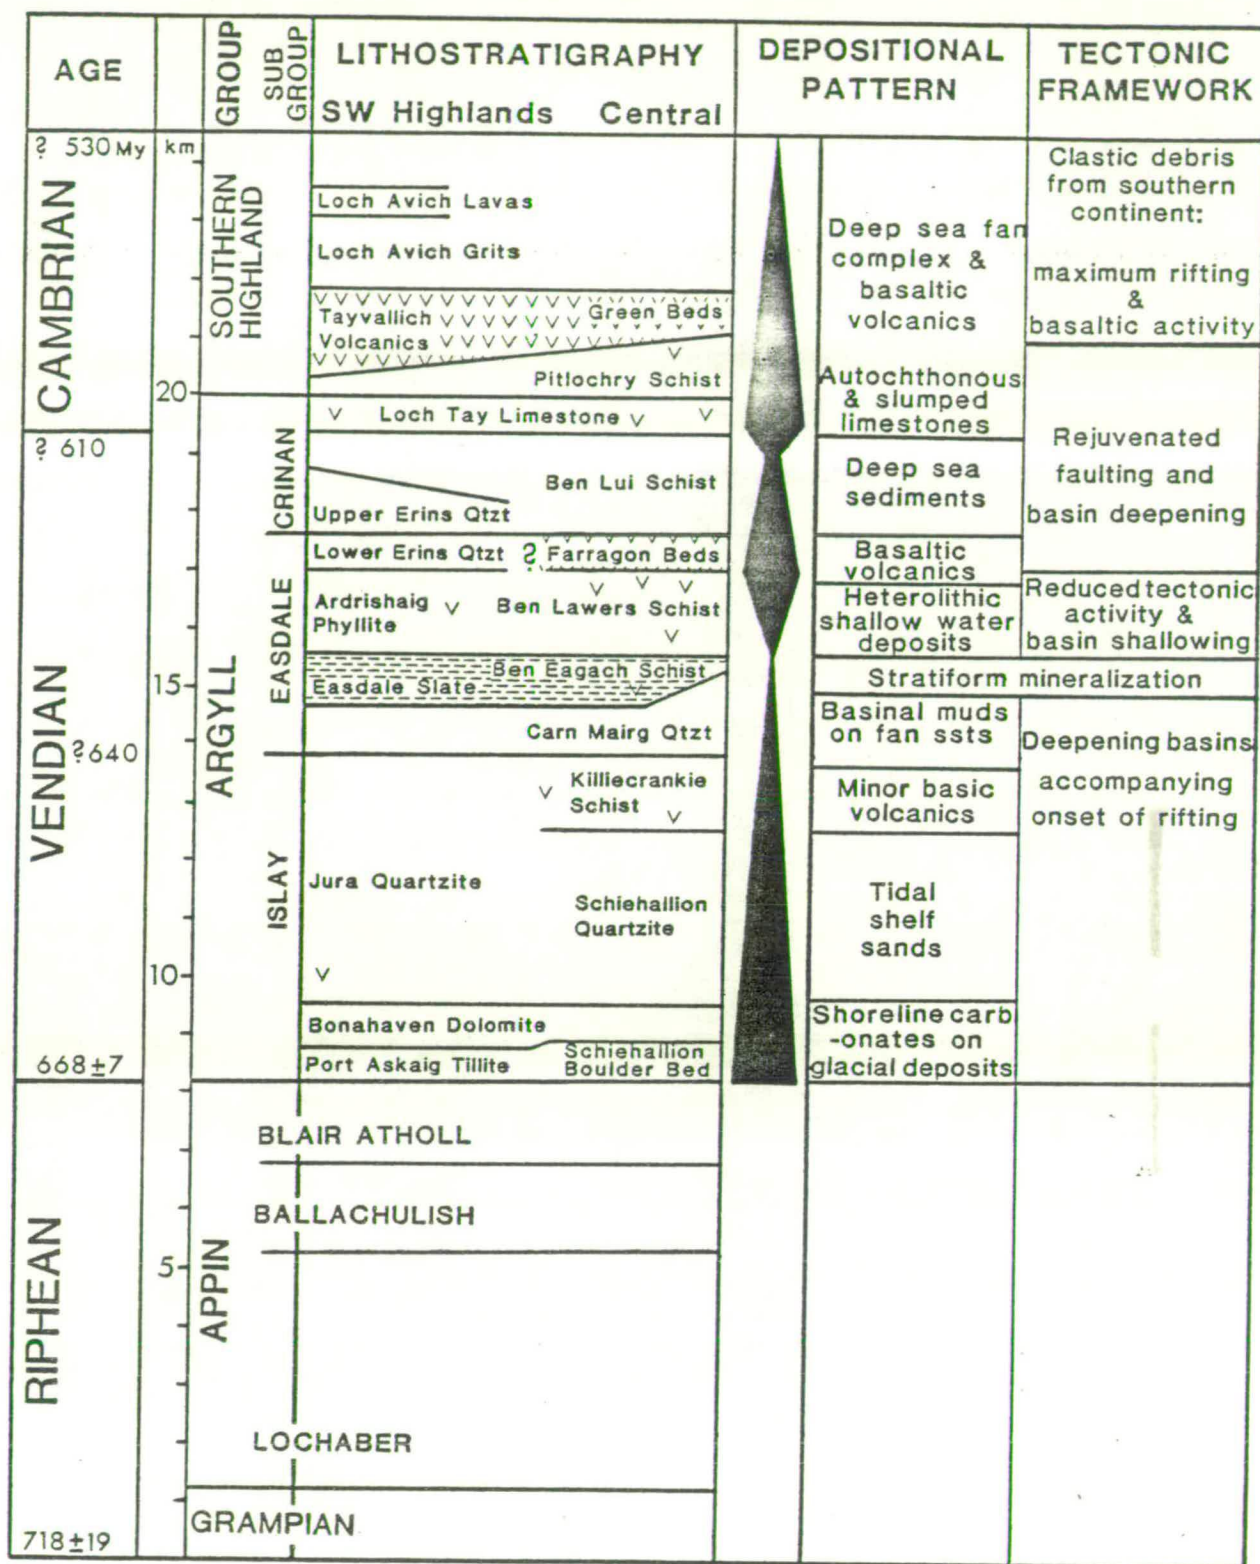 AGE
GROUP
SUB
GROUP
LITHOSTRATIGRAPHY
SW Highlands Central
DEPOSITIONAL
PATTERN
TECTONIC
FRAMEWORK
? 530 My
km
CAMBRIAN
? 610
VENDIAN
?640
668±7
RIPHEAN
718±19
20
15
10
5
SOUTHERN
HIGHLAND
ARGYLL
APPIN
CRINAN
EASDALE
ISLAY
Loch Avich Lavas
Loch Avich Grits
Tayvallich
Volcanics
Green Beds
Pitlochry Schist
Loch Tay Limestone
Ben Lui Schist
Upper Erins Qtzt
Lower Erins Qtzt ? Farragon Beds
Ardrishaig
Phyllite
Ben Lawers Schist
Ben Eagach Schist
Easdale Slate
Carn Mairg Qtzt
Killiecrankie
Schist
Jura Quartzite
Schiehallion
Quartzite
Bonahaven Dolomite
Port Askaig Tillite
Schiehallion
Boulder Bed
BLAIR ATHOLL
BALLACHULISH
LOCHABER
GRAMPIAN
Deep sea fan
complex &
basaltic
volcanics
Autochthonous
& slumped
limestones
Deep sea
sediments
Basaltic
volcanics
Heterolithic
shallow water
deposits
Stratiform mineralization
Basinal muds
on fan ssts
Minor basic
volcanics
Tidal
shelf
sands
Shoreline carb
-onates on
glacial deposits
Clastic debris
from southern
continent:
maximum rifting
&
basaltic activity
Rejuvenated
faulting and
basin deepening
Reduced tectonic
activity &
basin shallowing
Deepening basins
accompanying
onset of rifting